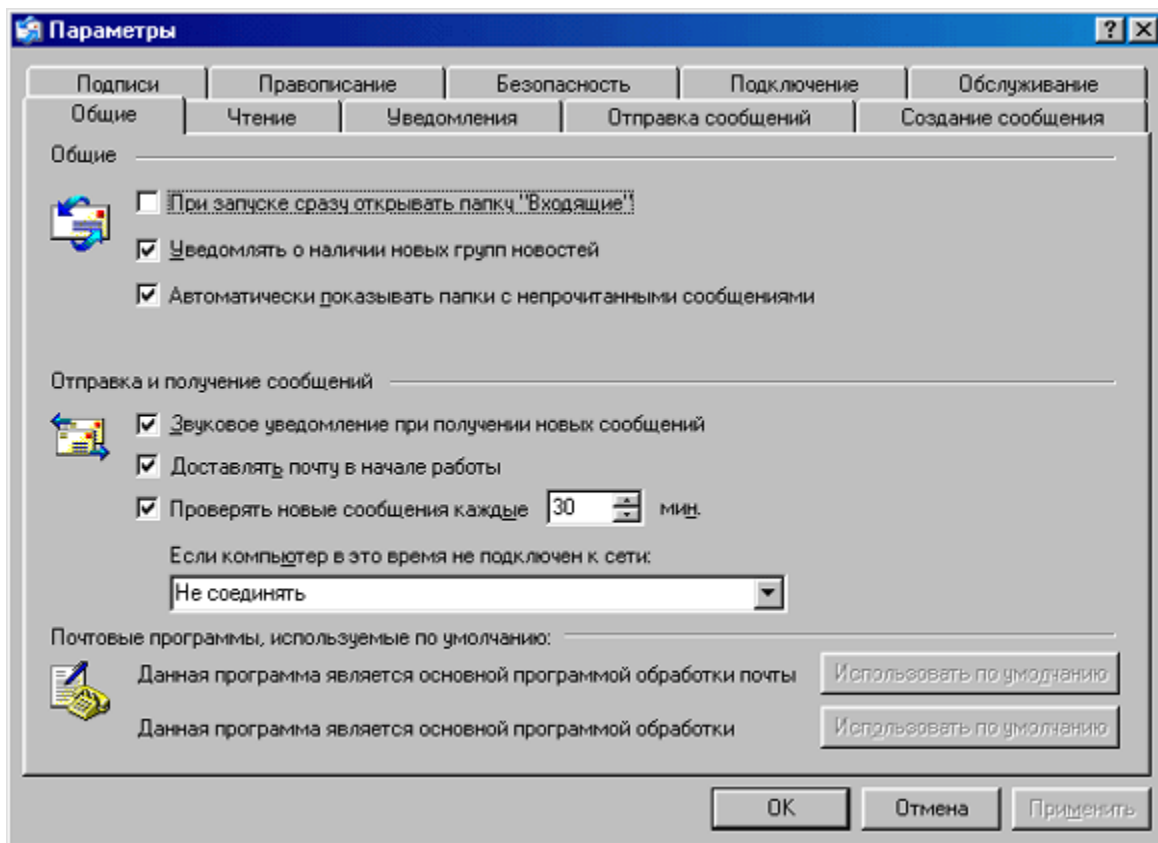 Параметры
Подписи Правописание Безопасность Подключение Обслуживание
Общие Чтение Уведомления Отправка сообщений Создание сообщения
Общие
При запуске сразу открывать папку "Входящие"
Уведомлять о наличии новых групп новостей
Автоматически показывать папки с непрочитанными сообщениями
Отправка и получение сообщений
Звуковое уведомление при получении новых сообщений
Доставлять почту в начале работы
Проверять новые сообщения каждые 30 мин.
Если компьютер в это время не подключен к сети:
Не соединять
Почтовые программы, используемые по умолчанию:
Данная программа является основной программой обработки почты Использовать по умолчанию
Данная программа является основной программой обработки Использовать по умолчанию
OK Отмена Применить